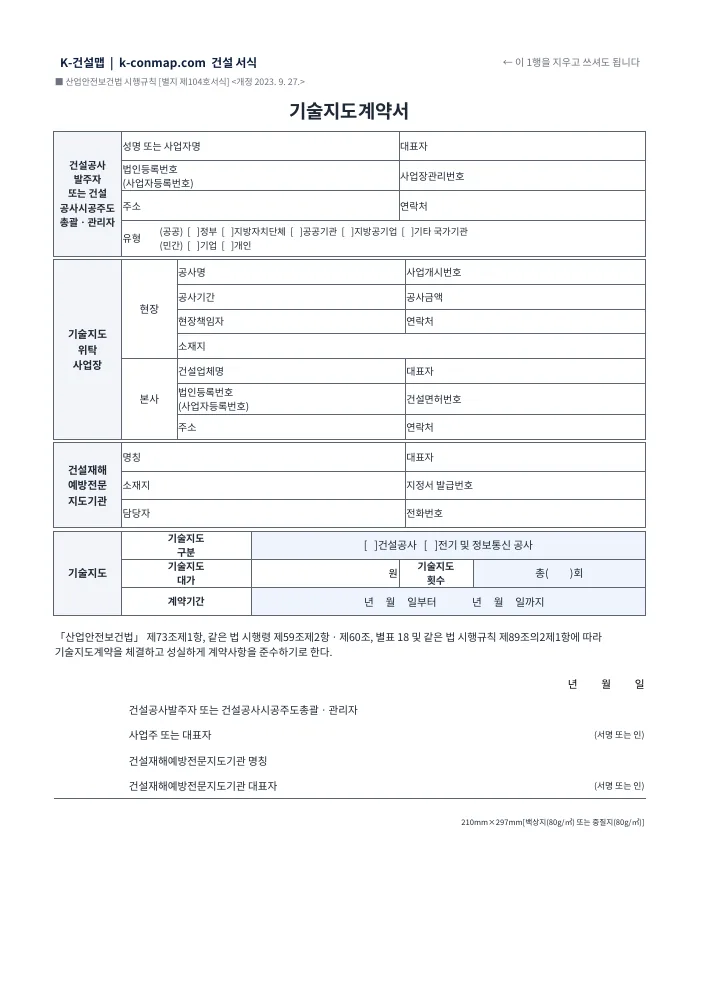 K-건설맵 | k-conmap.com 건설 서식
← 이 1행을 지우고 쓰셔도 됩니다
■ 산업안전보건법 시행규칙 [별지 제104호서식] <개정 2023. 9. 27.>
기술지도계약서
건설공사
발주자
또는 건설
공사시공주도
총괄ㆍ관리자
성명 또는 사업자명
대표자
법인등록번호
(사업자등록번호)
사업장관리번호
주소
연락처
유형
(공공) [ ]정부 [ ]지방자치단체 [ ]공공기관 [ ]지방공기업 [ ]기타 국가기관
(민간) [ ]기업 [ ]개인
기술지도
위탁
사업장
현장
공사명
사업개시번호
공사기간
공사금액
현장책임자
연락처
소재지
본사
건설업체명
대표자
법인등록번호
(사업자등록번호)
건설면허번호
주소
연락처
건설재해
예방전문
지도기관
명칭
대표자
소재지
지정서 발급번호
담당자
전화번호
기술지도
기술지도
구분
[ ]건설공사 [ ]전기 및 정보통신 공사
기술지도
대가
원
기술지도
횟수
총( )회
계약기간
년 월 일부터 년 월 일까지
「산업안전보건법」 제73조제1항, 같은 법 시행령 제59조제2항ㆍ제60조, 별표 18 및 같은 법 시행규칙 제89조의2제1항에 따라
기술지도계약을 체결하고 성실하게 계약사항을 준수하기로 한다.
년 월 일
건설공사발주자 또는 건설공사시공주도총괄ㆍ관리자
사업주 또는 대표자
(서명 또는 인)
건설재해예방전문지도기관 명칭
건설재해예방전문지도기관 대표자
(서명 또는 인)
210mm×297mm[백상지(80g/㎡) 또는 중질지(80g/㎡)]